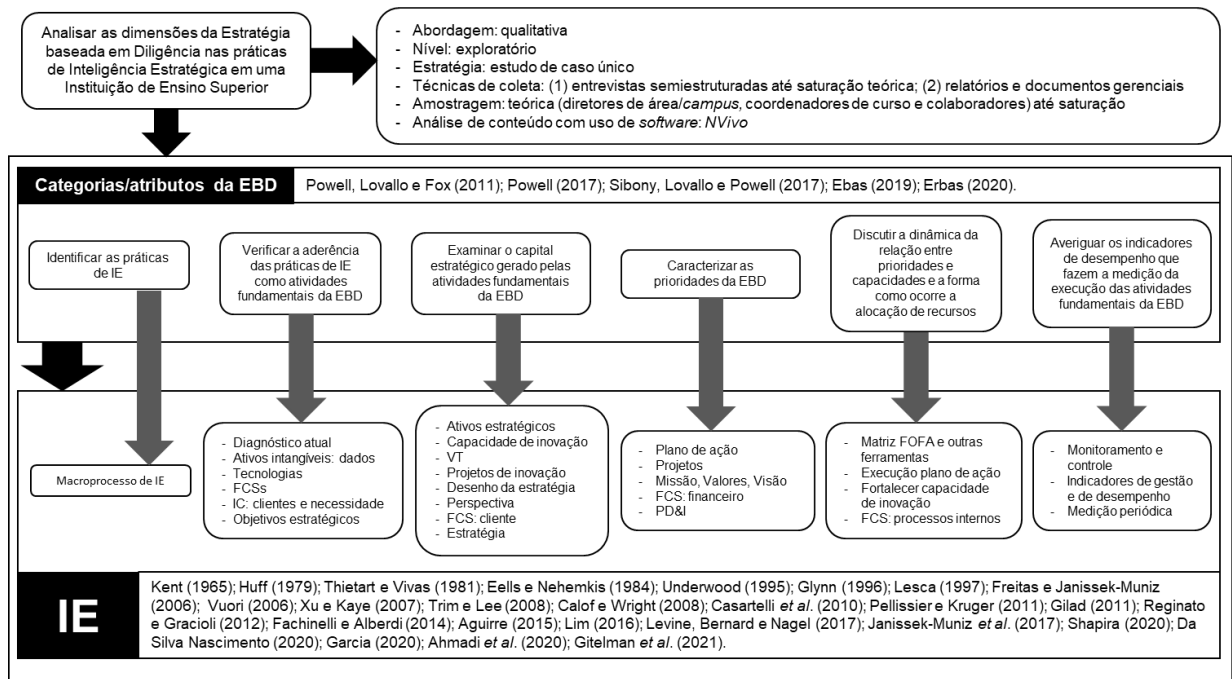 Analisar as dimensões da Estratégia
baseada em Diligência nas práticas
de Inteligência Estratégica em uma
Instituição de Ensino Superior
- Abordagem: qualitativa
- Nível: exploratório
- Estratégia: estudo de caso único
- Técnicas de coleta: (1) entrevistas semiestruturadas até saturação teórica; (2) relatórios e documentos gerenciais
- Amostragem: teórica (diretores de área/campus, coordenadores de curso e colaboradores) até saturação
- Análise de conteúdo com uso de software: NVivo
Categorias/atributos da EBD
Powell, Lovallo e Fox (2011); Powell (2017); Sibony, Lovallo e Powell (2017); Ebas (2019); Erbas (2020).
Identificar as práticas
de IE
Verificar a aderência
das práticas de IE
como atividades
fundamentais da EBD
Examinar o capital
estratégico gerado pelas
atividades fundamentais
da EBD
Caracterizar as
prioridades da EBD
Discutir a dinâmica da
relação entre
prioridades e
capacidades e a forma
como ocorre a
alocação de recursos
Averiguar os indicadores
de desempenho que
fazem a medição da
execução das atividades
fundamentais da EBD
Macroprocesso de IE
- Diagnóstico atual
- Ativos intangíveis: dados
- Tecnologias
- FCSs
- IC: clientes e necessidade
- Objetivos estratégicos
- Ativos estratégicos
- Capacidade de inovação
- VT
- Projetos de inovação
- Desenho da estratégia
- Perspectiva
- FCS: cliente
- Estratégia
- Plano de ação
- Projetos
- Missão, Valores, Visão
- FCS: financeiro
- PD&I
- Matriz FOFA e outras
ferramentas
- Execução plano de ação
- Fortalecer capacidade
de inovação
- FCS: processos internos
- Monitoramento e
controle
- Indicadores de gestão
e de desempenho
- Medição periódica
IE
Kent (1965); Huff (1979); Thietart e Vivas (1981); Eells e Nehemkis (1984); Underwood (1995); Glynn (1996); Lesca (1997); Freitas e Janissek-Muniz
(2006); Vuori (2006); Xu e Kaye (2007); Trim e Lee (2008); Calof e Wright (2008); Casartelli et al. (2010); Pellissier e Kruger (2011); Gilad (2011); Reginato
e Gracioli (2012); Fachinelli e Alberdi (2014); Aguirre (2015); Lim (2016); Levine, Bernard e Nagel (2017); Janissek-Muniz et al. (2017); Shapira (2020); Da
Silva Nascimento (2020); Garcia (2020); Ahmadi et al. (2020); Gitelman et al. (2021).